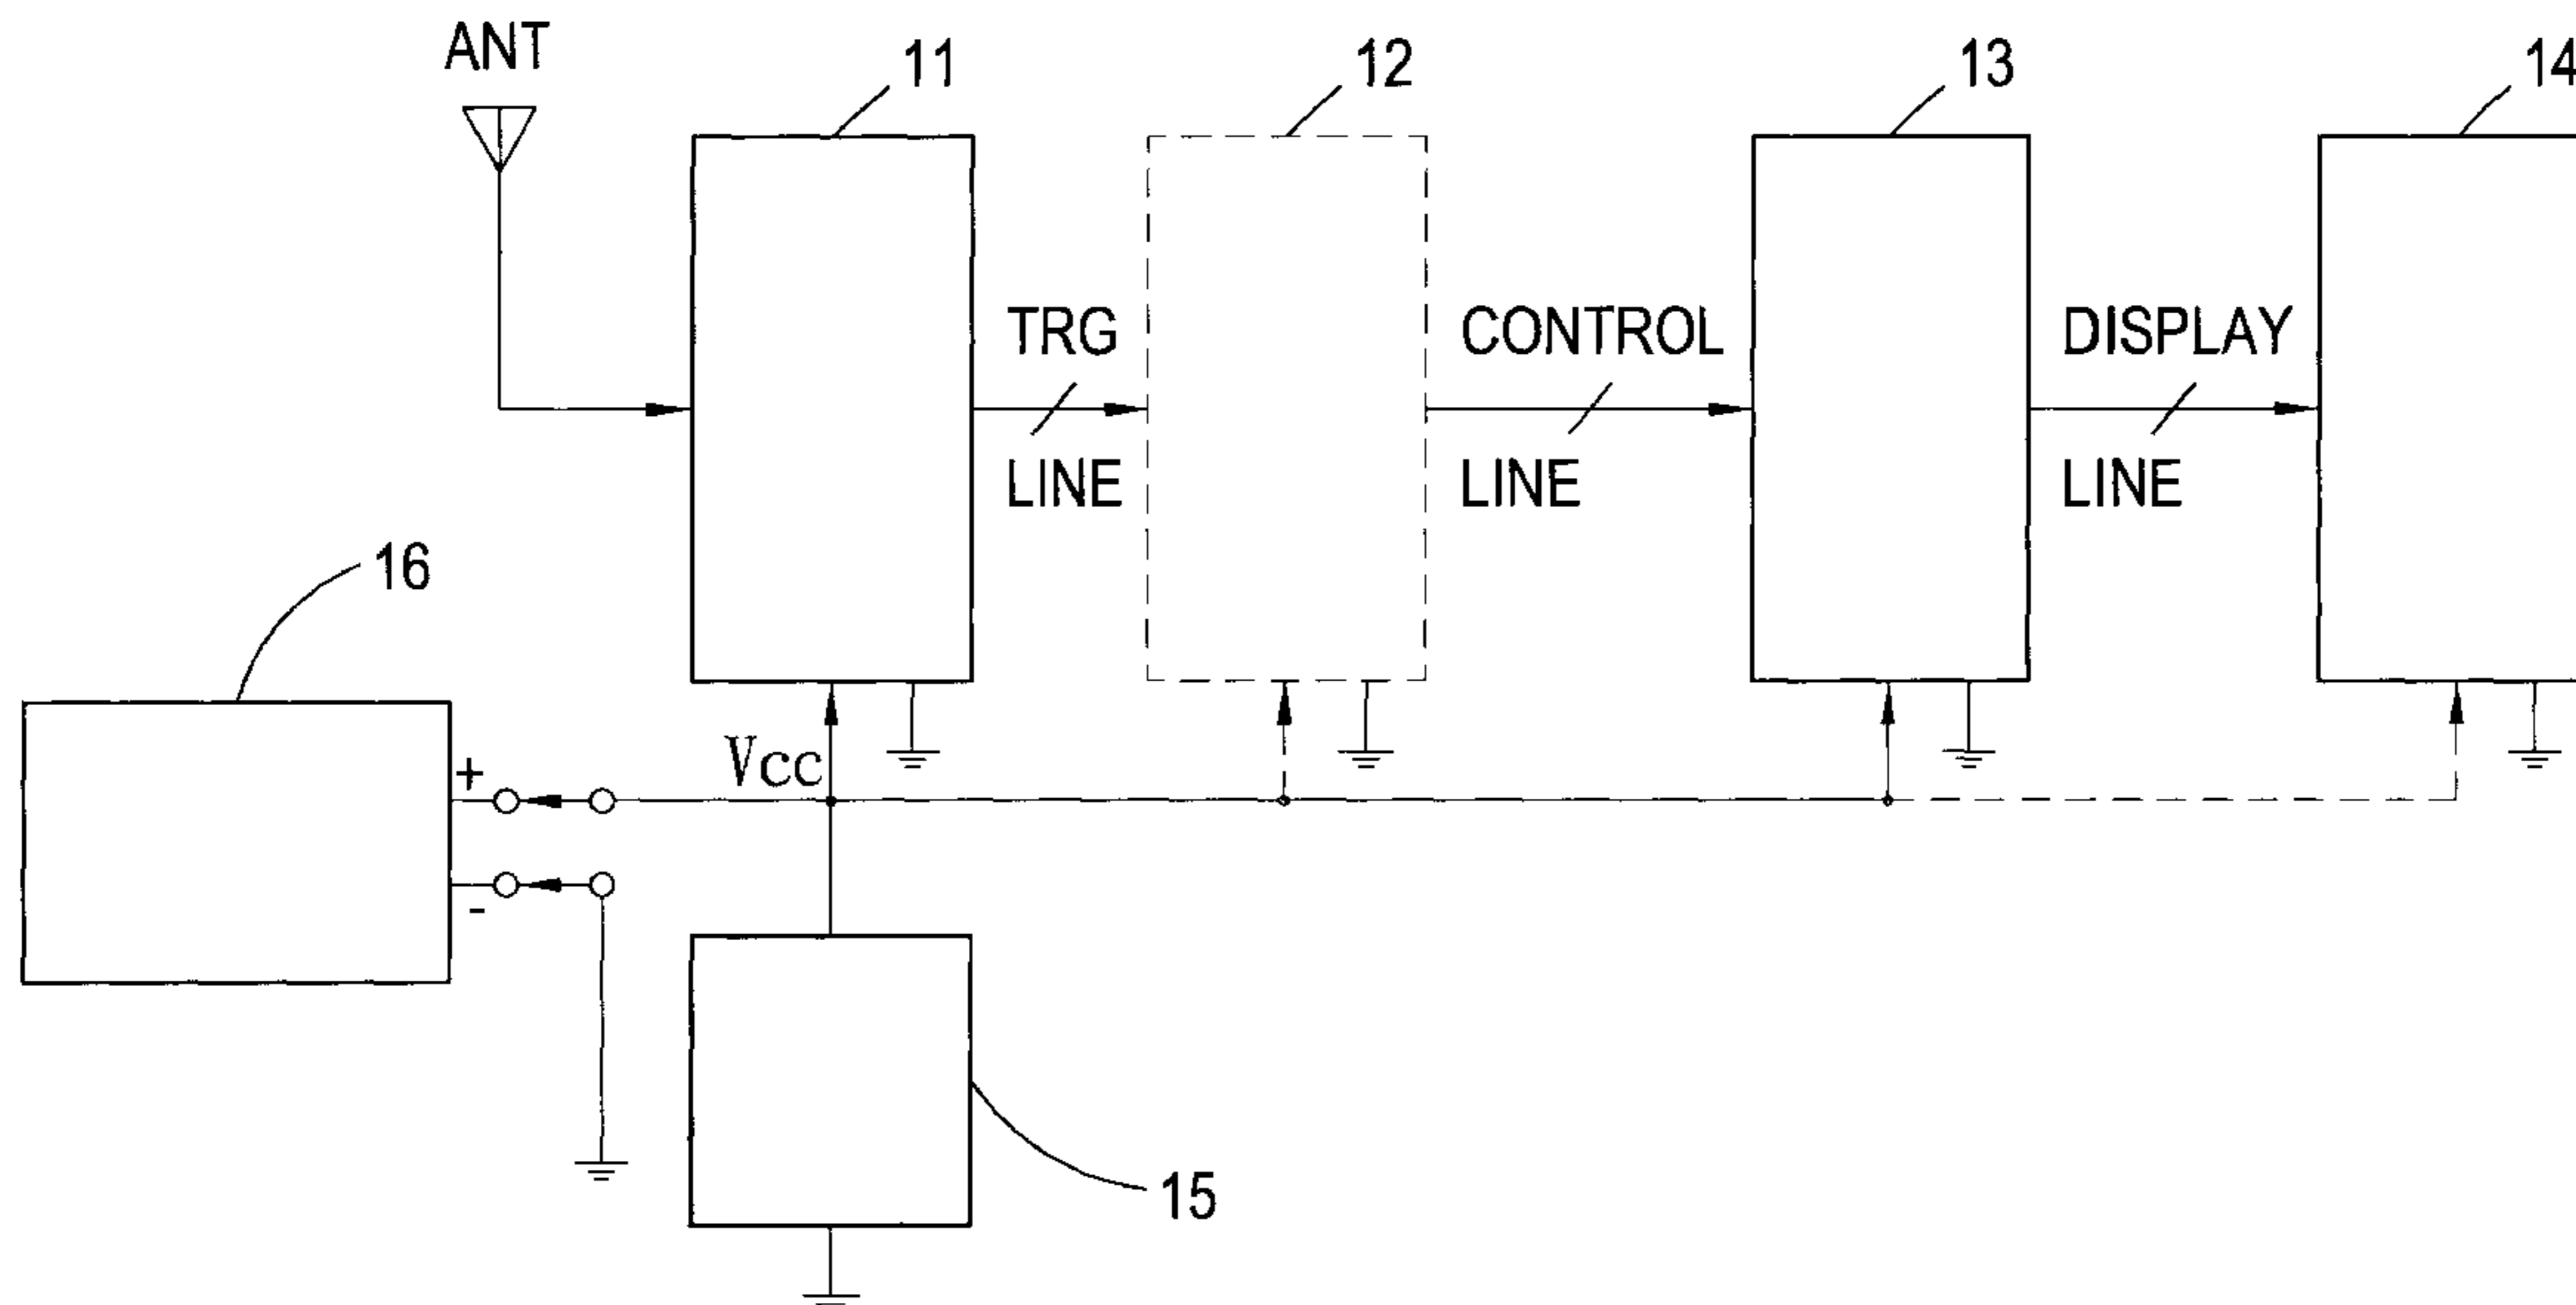 ANT
11
12
13
14
TRG
LINE
CONTROL
LINE
DISPLAY
LINE
16
+
-
Vcc
15